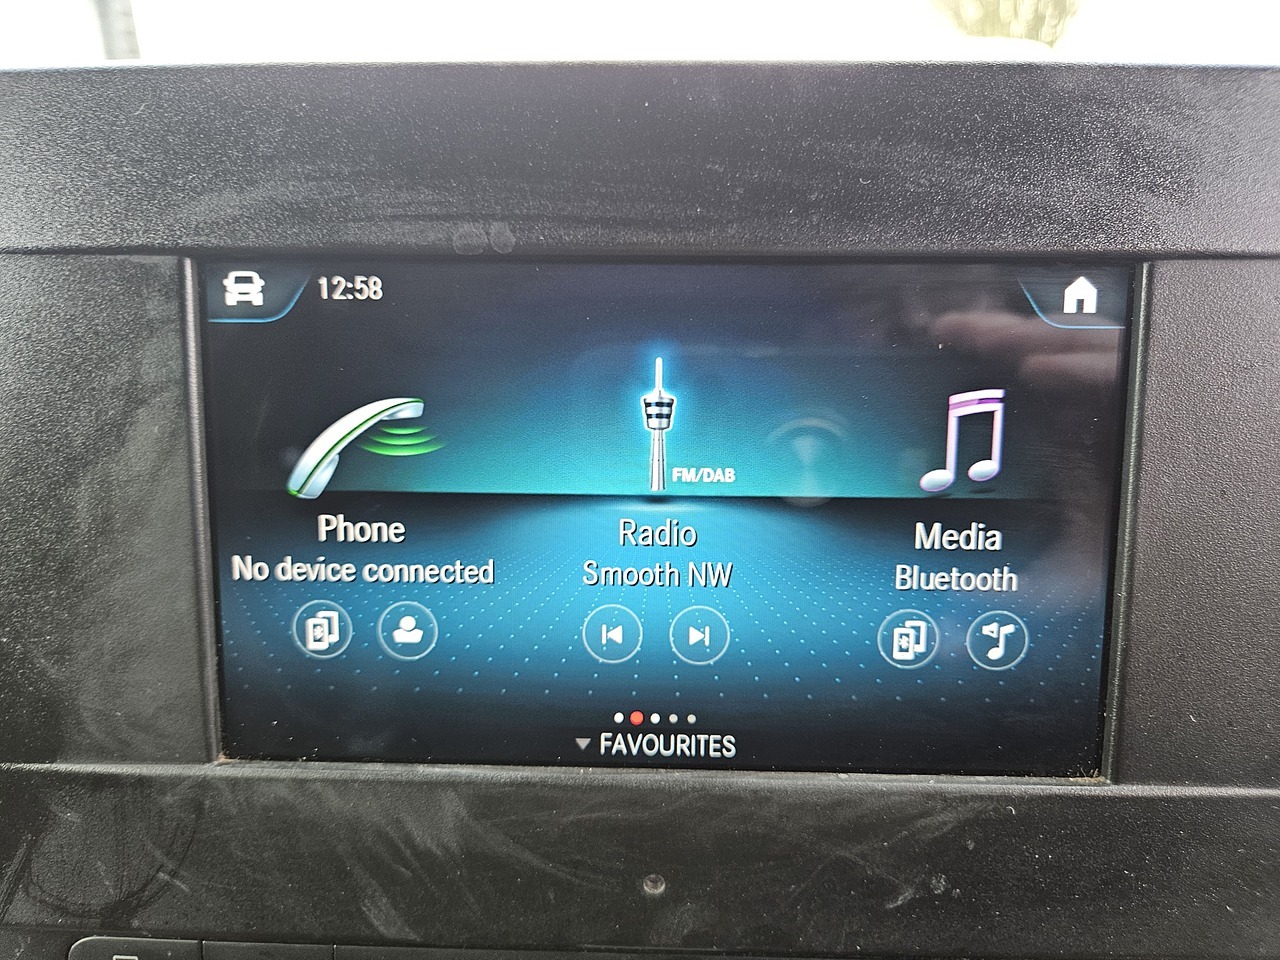 12:58
FM/DAB
Phone
No device connected
Radio
Smooth NW
Media
Bluetooth
FAVOURITES